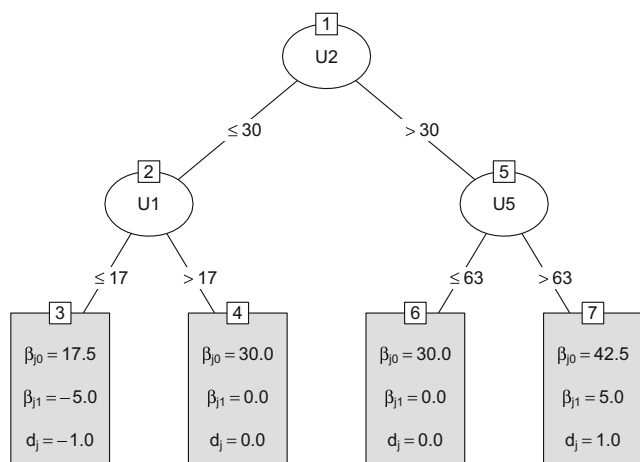 1
U2
≤ 30
> 30
2
U1
5
U5
≤ 17
> 17
≤ 63
> 63
3
βj0 = 17.5
βj1 = −5.0
dj = −1.0
4
βj0 = 30.0
βj1 = 0.0
dj = 0.0
6
βj0 = 30.0
βj1 = 0.0
dj = 0.0
7
βj0 = 42.5
βj1 = 5.0
dj = 1.0